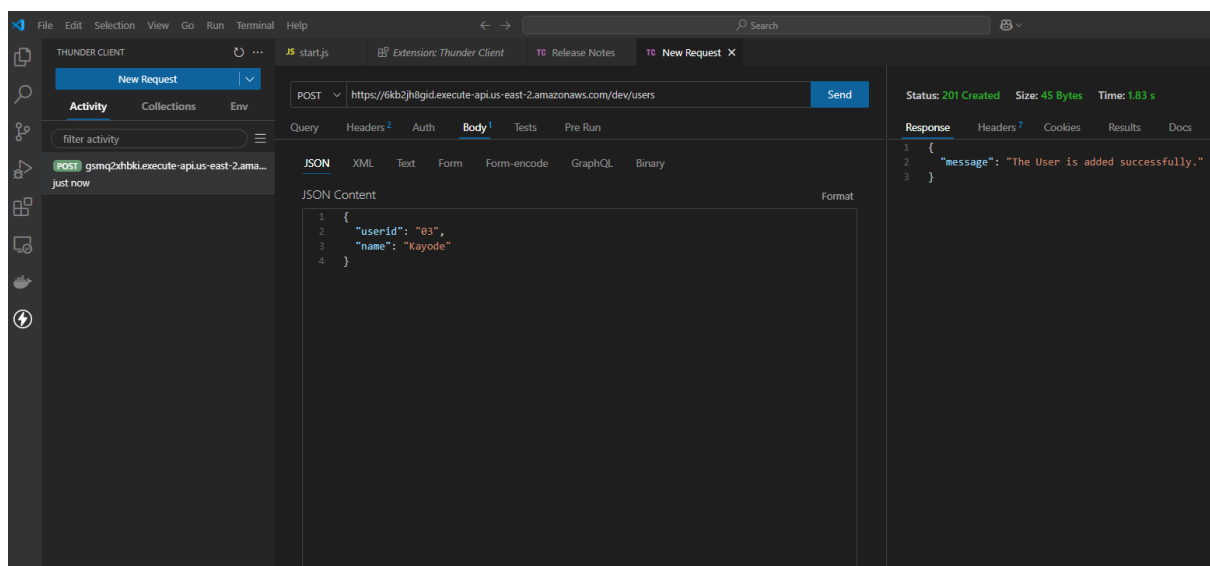 File Edit Selection View Go Run Terminal Help
Search
THUNDER CLIENT
New Request
Activity Collections Env
filter activity
POST gsmq2xhbki.execute-api.us-east-2.ama...
just now
JS start.js Extension: Thunder Client TC Release Notes TC New Request
POST https://6kb2jh8gid.execute-api.us-east-2.amazonaws.com/dev/users Send
Query Headers 2 Auth Body 1 Tests Pre Run
JSON XML Text Form Form-encode GraphQL Binary
JSON Content Format
1 {
2 "userid": "03",
3 "name": "Kayode"
4 }
Status: 201 Created Size: 45 Bytes Time: 1.83 s
Response Headers 7 Cookies Results Docs
1 {
2 "message": "The User is added successfully."
3 }